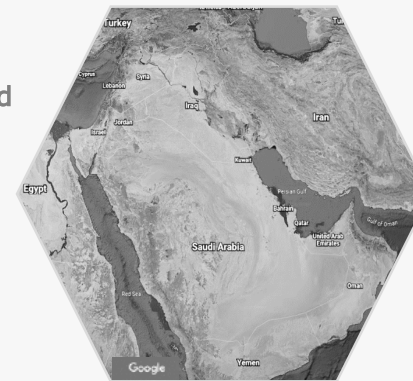 Turkey
Cyprus
Syria
Lebanon
Iraq
Iran
Israel
Jordan
Kuwait
Egypt
Persian Gulf
Bahrain
Qatar
Gulf of Oman
United Arab
Emirates
Saudi Arabia
Oman
Red Sea
Yemen
Google